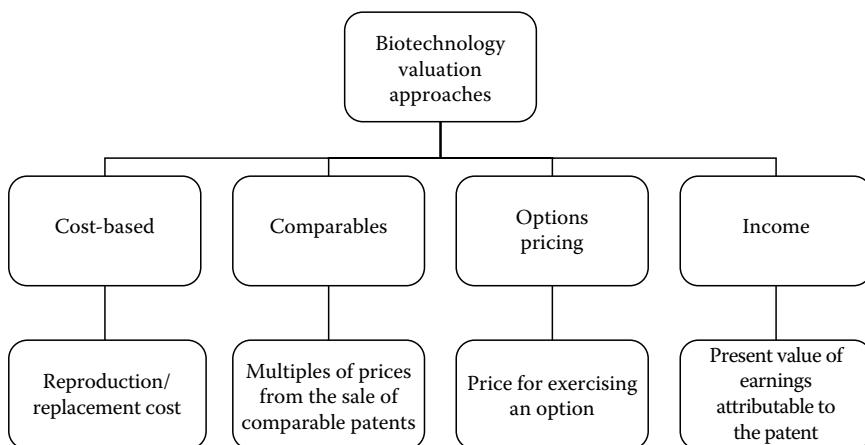 Biotechnology
valuation
approaches
Cost-based
Comparables
Options
pricing
Income
Reproduction/
replacement cost
Multiples of prices
from the sale of
comparable patents
Price for exercising
an option
Present value of
earnings
attributable to
the patent